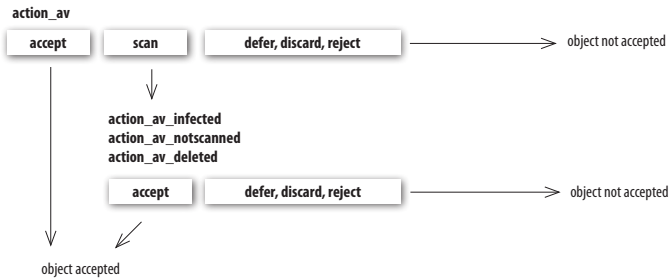 action_av
accept scan defer, discard, reject object not accepted
action_av_infected
action_av_notscanned
action_av_deleted
accept defer, discard, reject object not accepted
object accepted